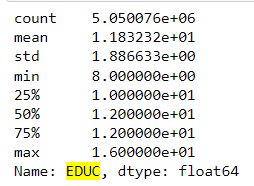 count    5.050076e+06
mean     1.183232e+01
std      1.886633e+00
min      8.000000e+00
25%      1.000000e+01
50%      1.200000e+01
75%      1.200000e+01
max      1.600000e+01
Name: EDUC, dtype: float64